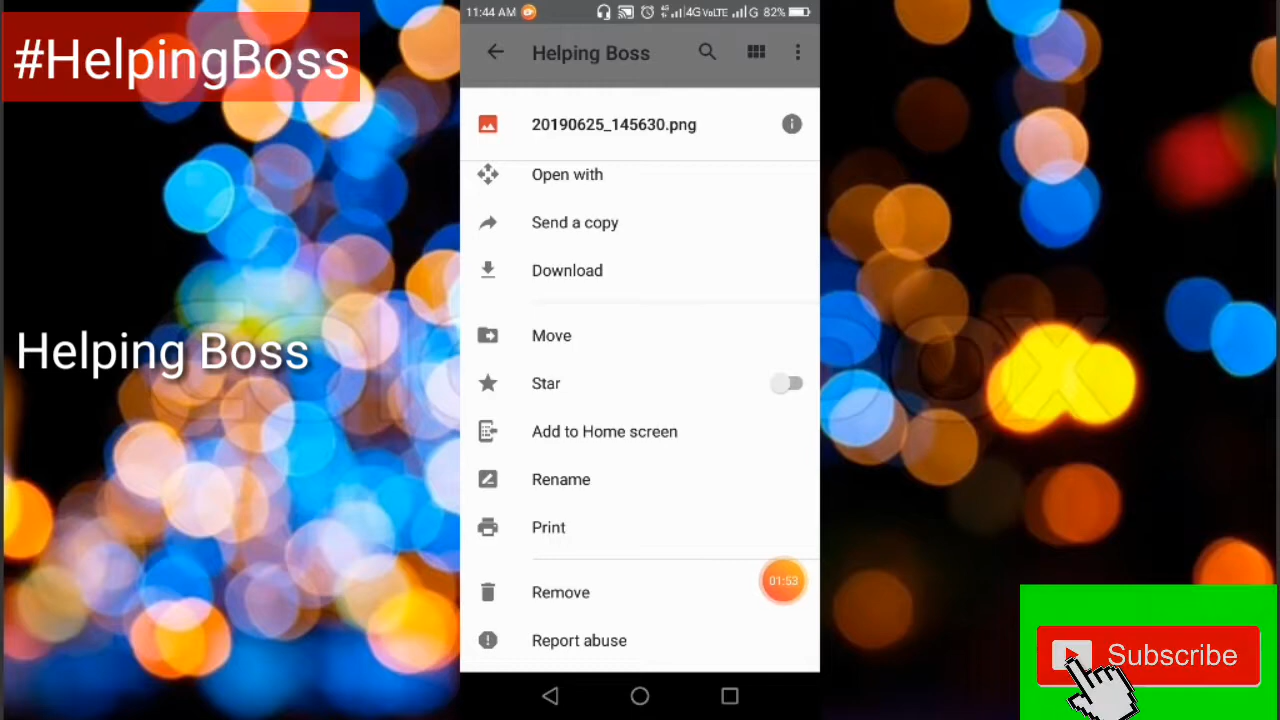 #HelpingBoss
Helping Boss
11:44 AM
4G VoLTE
G
82%
Helping Boss
20190625_145630.png
Open with
Send a copy
Download
Move
Star
Add to Home screen
Rename
Print
01:53
Remove
Report abuse
Subscribe